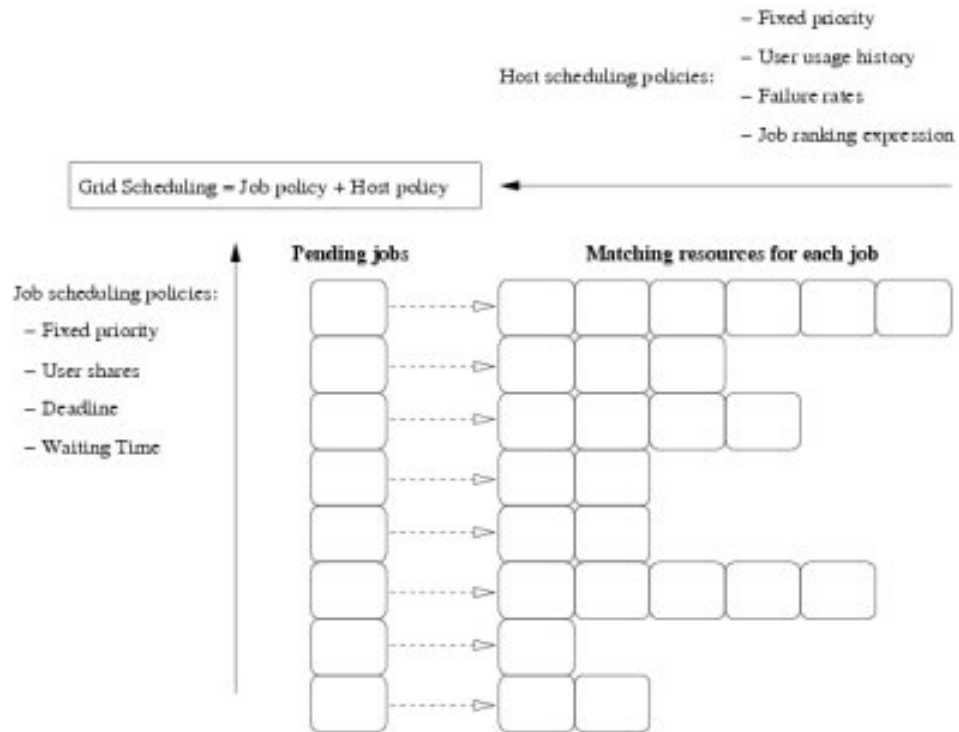 – Fixed priority
– User usage history
Host scheduling policies:
– Failure rates
– Job ranking expression
Grid Scheduling = Job policy + Host policy
Pending jobs
Matching resources for each job
Job scheduling policies:
– Fixed priority
– User shares
– Deadline
– Waiting Time